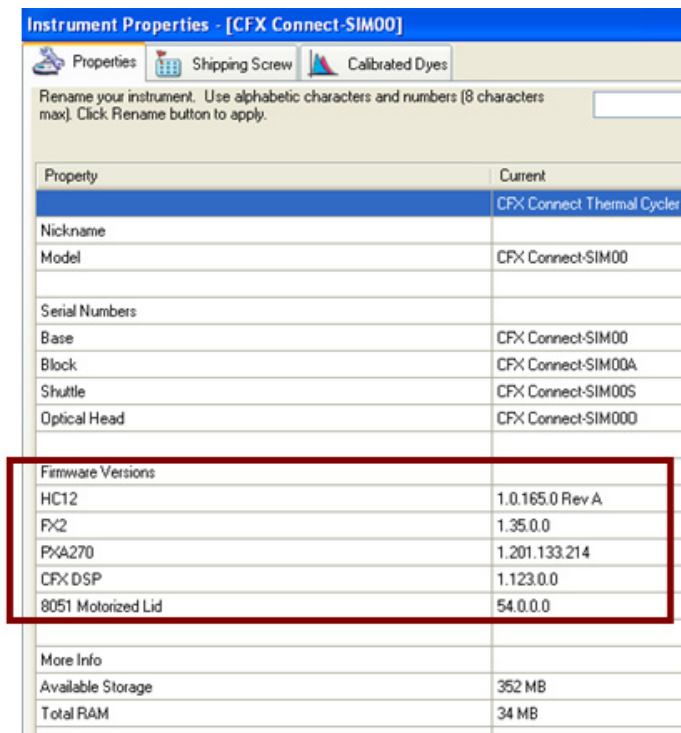 Instrument Properties - [CFX Connect-SIM00]
Properties Shipping Screw Calibrated Dyes
Rename your instrument. Use alphabetic characters and numbers (8 characters
max). Click Rename button to apply.
Property Current
CFX Connect Thermal Cycler
Nickname
Model CFX Connect-SIM00
Serial Numbers
Base CFX Connect-SIM00
Block CFX Connect-SIM00A
Shuttle CFX Connect-SIM00S
Optical Head CFX Connect-SIM00O
Firmware Versions
HC12 1.0.165.0 Rev A
FX2 1.35.0.0
PXA270 1.201.133.214
CFX DSP 1.123.0.0
8051 Motorized Lid 54.0.0.0
More Info
Available Storage 352 MB
Total RAM 34 MB